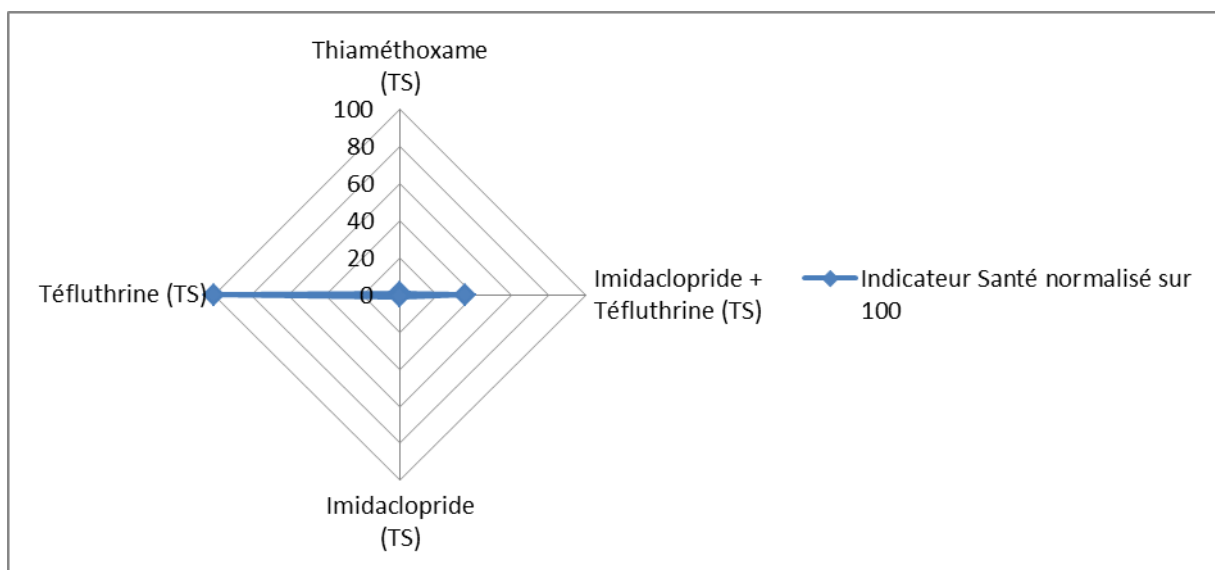 Thiaméthoxame
(TS)
100
80
60
40
20
0
Téfluthrine (TS)
Imidaclopride +
Téfluthrine (TS)
Indicateur Santé normalisé sur
100
Imidaclopride
(TS)